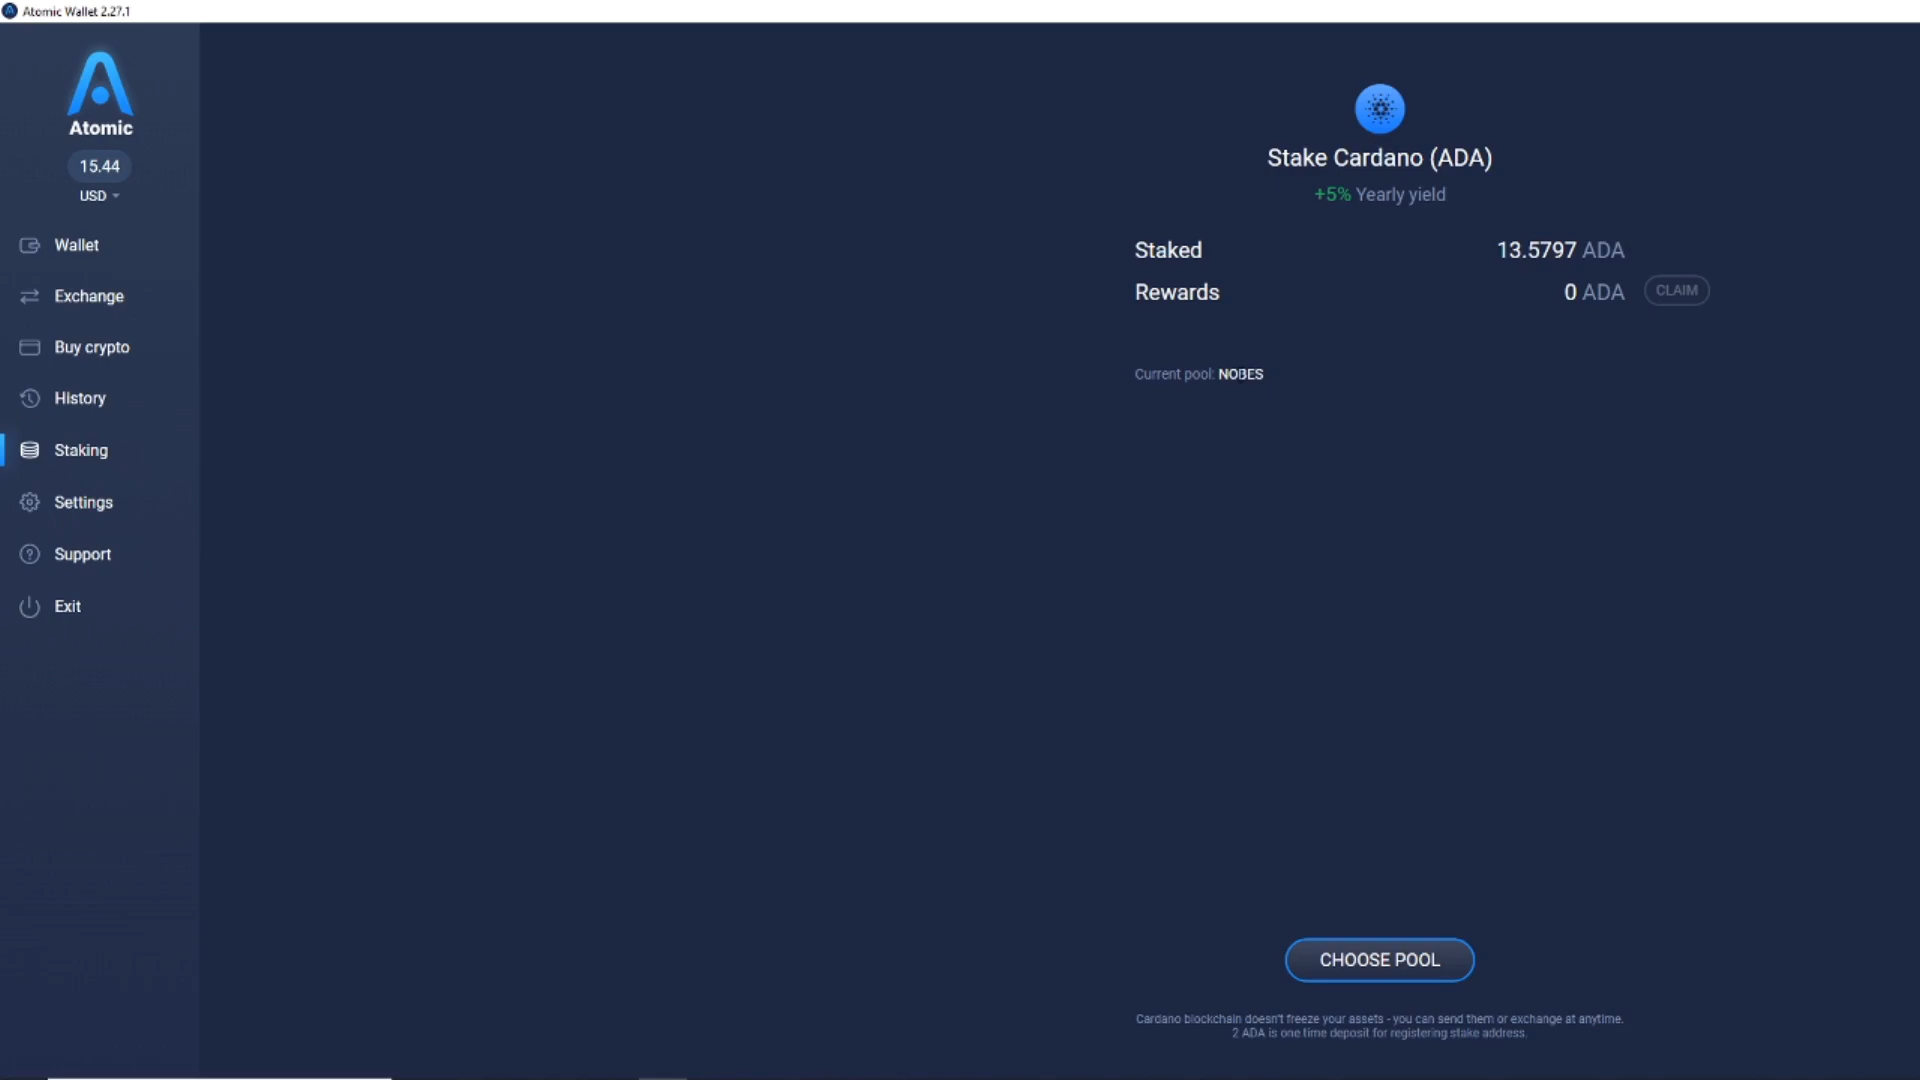 Atomic Wallet 2.27.1
Atomic
15.44
USD
Wallet
Exchange
Buy crypto
History
Staking
Settings
Support
Exit
Stake Cardano (ADA)
+5% Yearly yield
Staked 13.5797 ADA
Rewards 0 ADA CLAIM
Current pool: NOBES
CHOOSE POOL
Cardano blockchain doesn't freeze your assets - you can send them or exchange at anytime.
2 ADA is one time deposit for registering stake address.